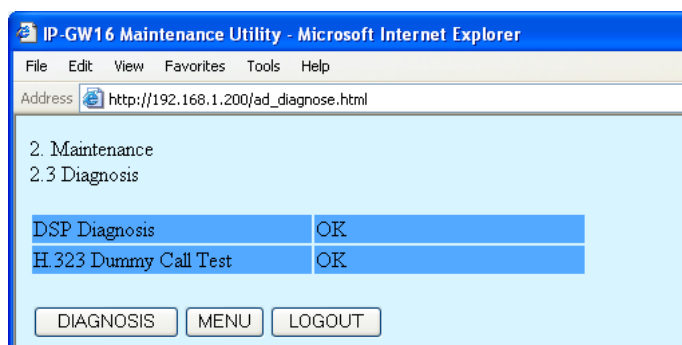 IP-GW16 Maintenance Utility - Microsoft Internet Explorer
File Edit View Favorites Tools Help
Address http://192.168.1.200/ad_diagnose.html
2. Maintenance
2.3 Diagnosis
DSP Diagnosis OK
H.323 Dummy Call Test OK
DIAGNOSIS MENU LOGOUT